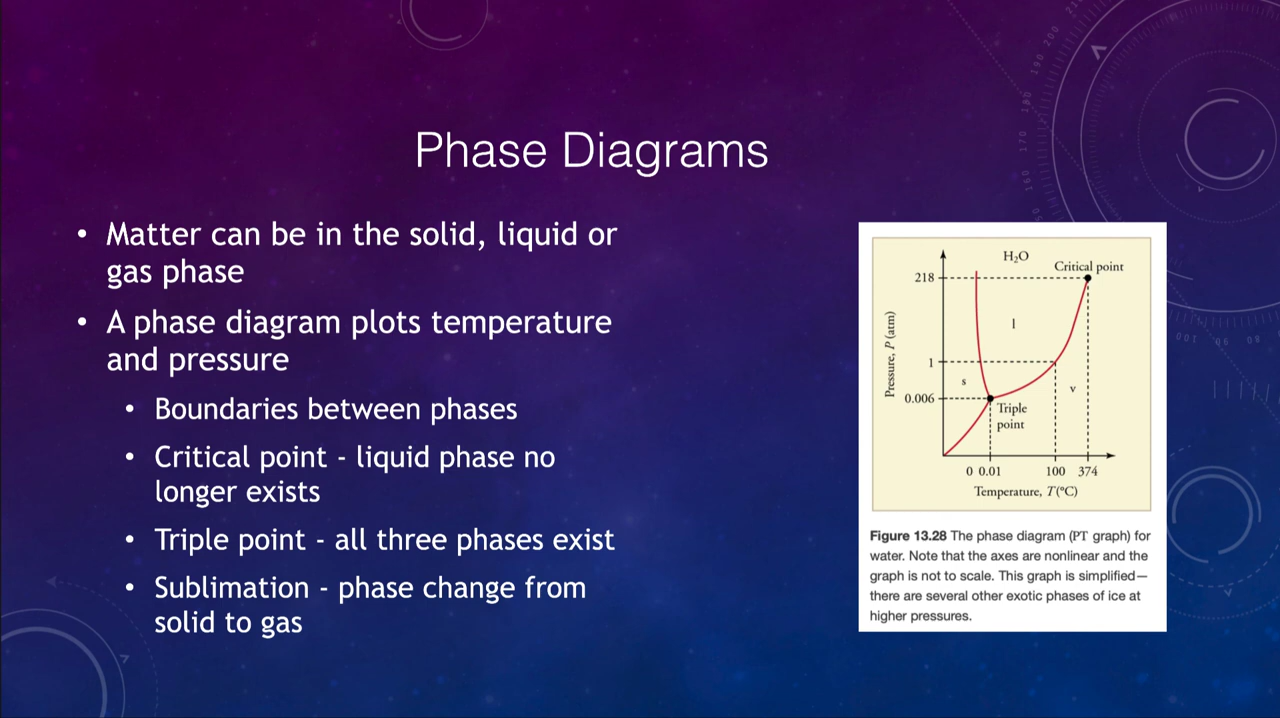 Phase Diagrams
• Matter can be in the solid, liquid or
gas phase
• A phase diagram plots temperature
and pressure
• Boundaries between phases
• Critical point - liquid phase no
longer exists
• Triple point - all three phases exist
• Sublimation - phase change from
solid to gas
H₂O
Critical point
218
l
Pressure, P (atm)
1
s
v
0.006
Triple
point
0 0.01 100 374
Temperature, T(°C)
Figure 13.28 The phase diagram (PT graph) for
water. Note that the axes are nonlinear and the
graph is not to scale. This graph is simplified—
there are several other exotic phases of ice at
higher pressures.
200
190
170
160